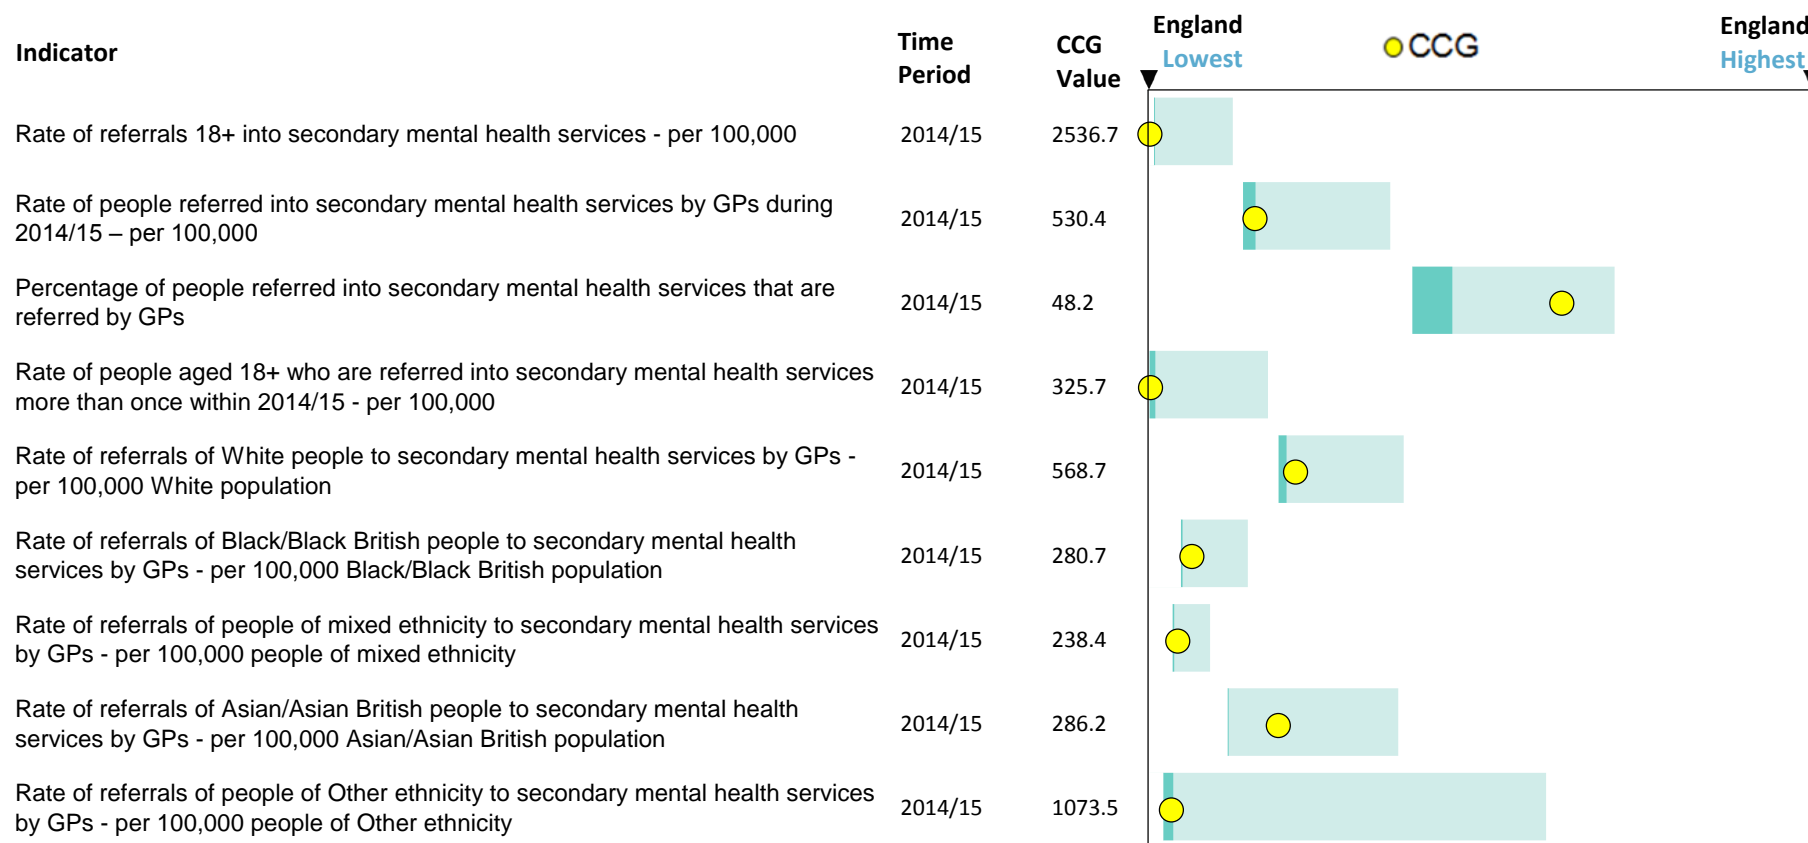 Indicator
Time
Period
CCG
Value
England
Lowest
CCG
England
Highest
Rate of referrals 18+ into secondary mental health services - per 100,000
2014/15
2536.7
Rate of people referred into secondary mental health services by GPs during
2014/15 – per 100,000
2014/15
530.4
Percentage of people referred into secondary mental health services that are
referred by GPs
2014/15
48.2
Rate of people aged 18+ who are referred into secondary mental health services
more than once within 2014/15 - per 100,000
2014/15
325.7
Rate of referrals of White people to secondary mental health services by GPs -
per 100,000 White population
2014/15
568.7
Rate of referrals of Black/Black British people to secondary mental health
services by GPs - per 100,000 Black/Black British population
2014/15
280.7
Rate of referrals of people of mixed ethnicity to secondary mental health services
by GPs - per 100,000 people of mixed ethnicity
2014/15
238.4
Rate of referrals of Asian/Asian British people to secondary mental health
services by GPs - per 100,000 Asian/Asian British population
2014/15
286.2
Rate of referrals of people of Other ethnicity to secondary mental health services
by GPs - per 100,000 people of Other ethnicity
2014/15
1073.5